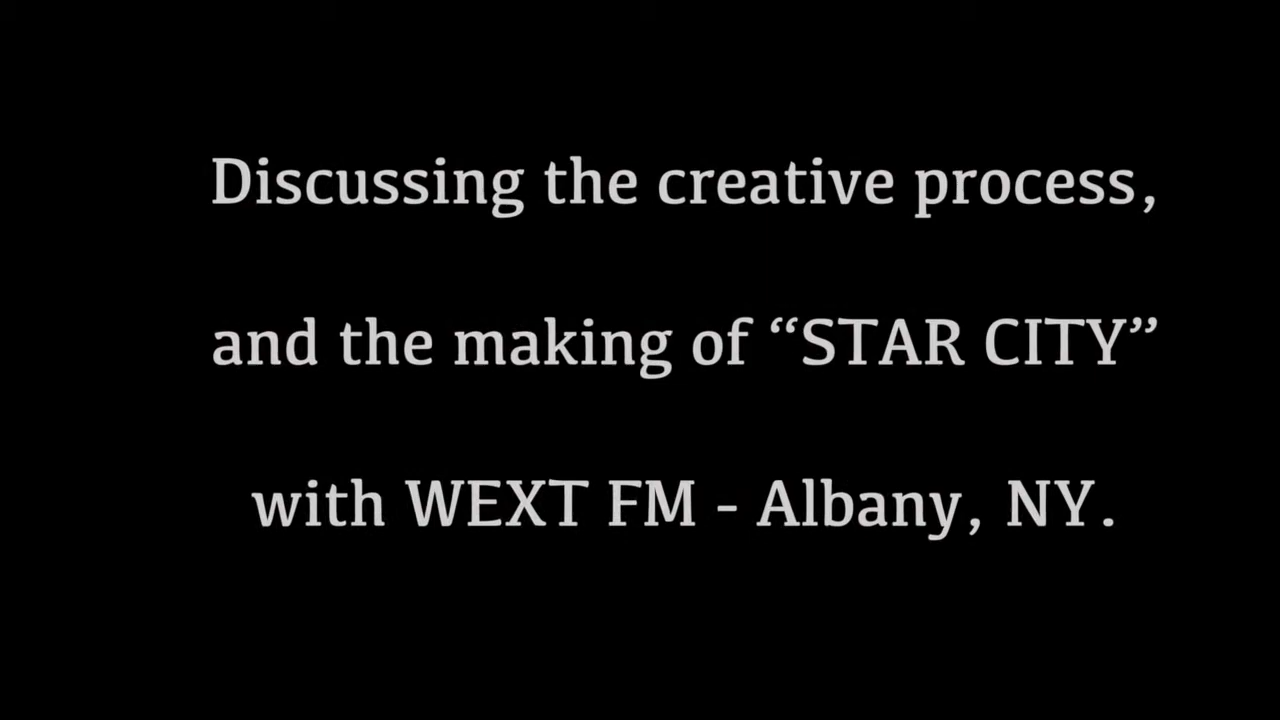 Discussing the creative process,
and the making of “STAR CITY”
with WEXT FM - Albany, NY.